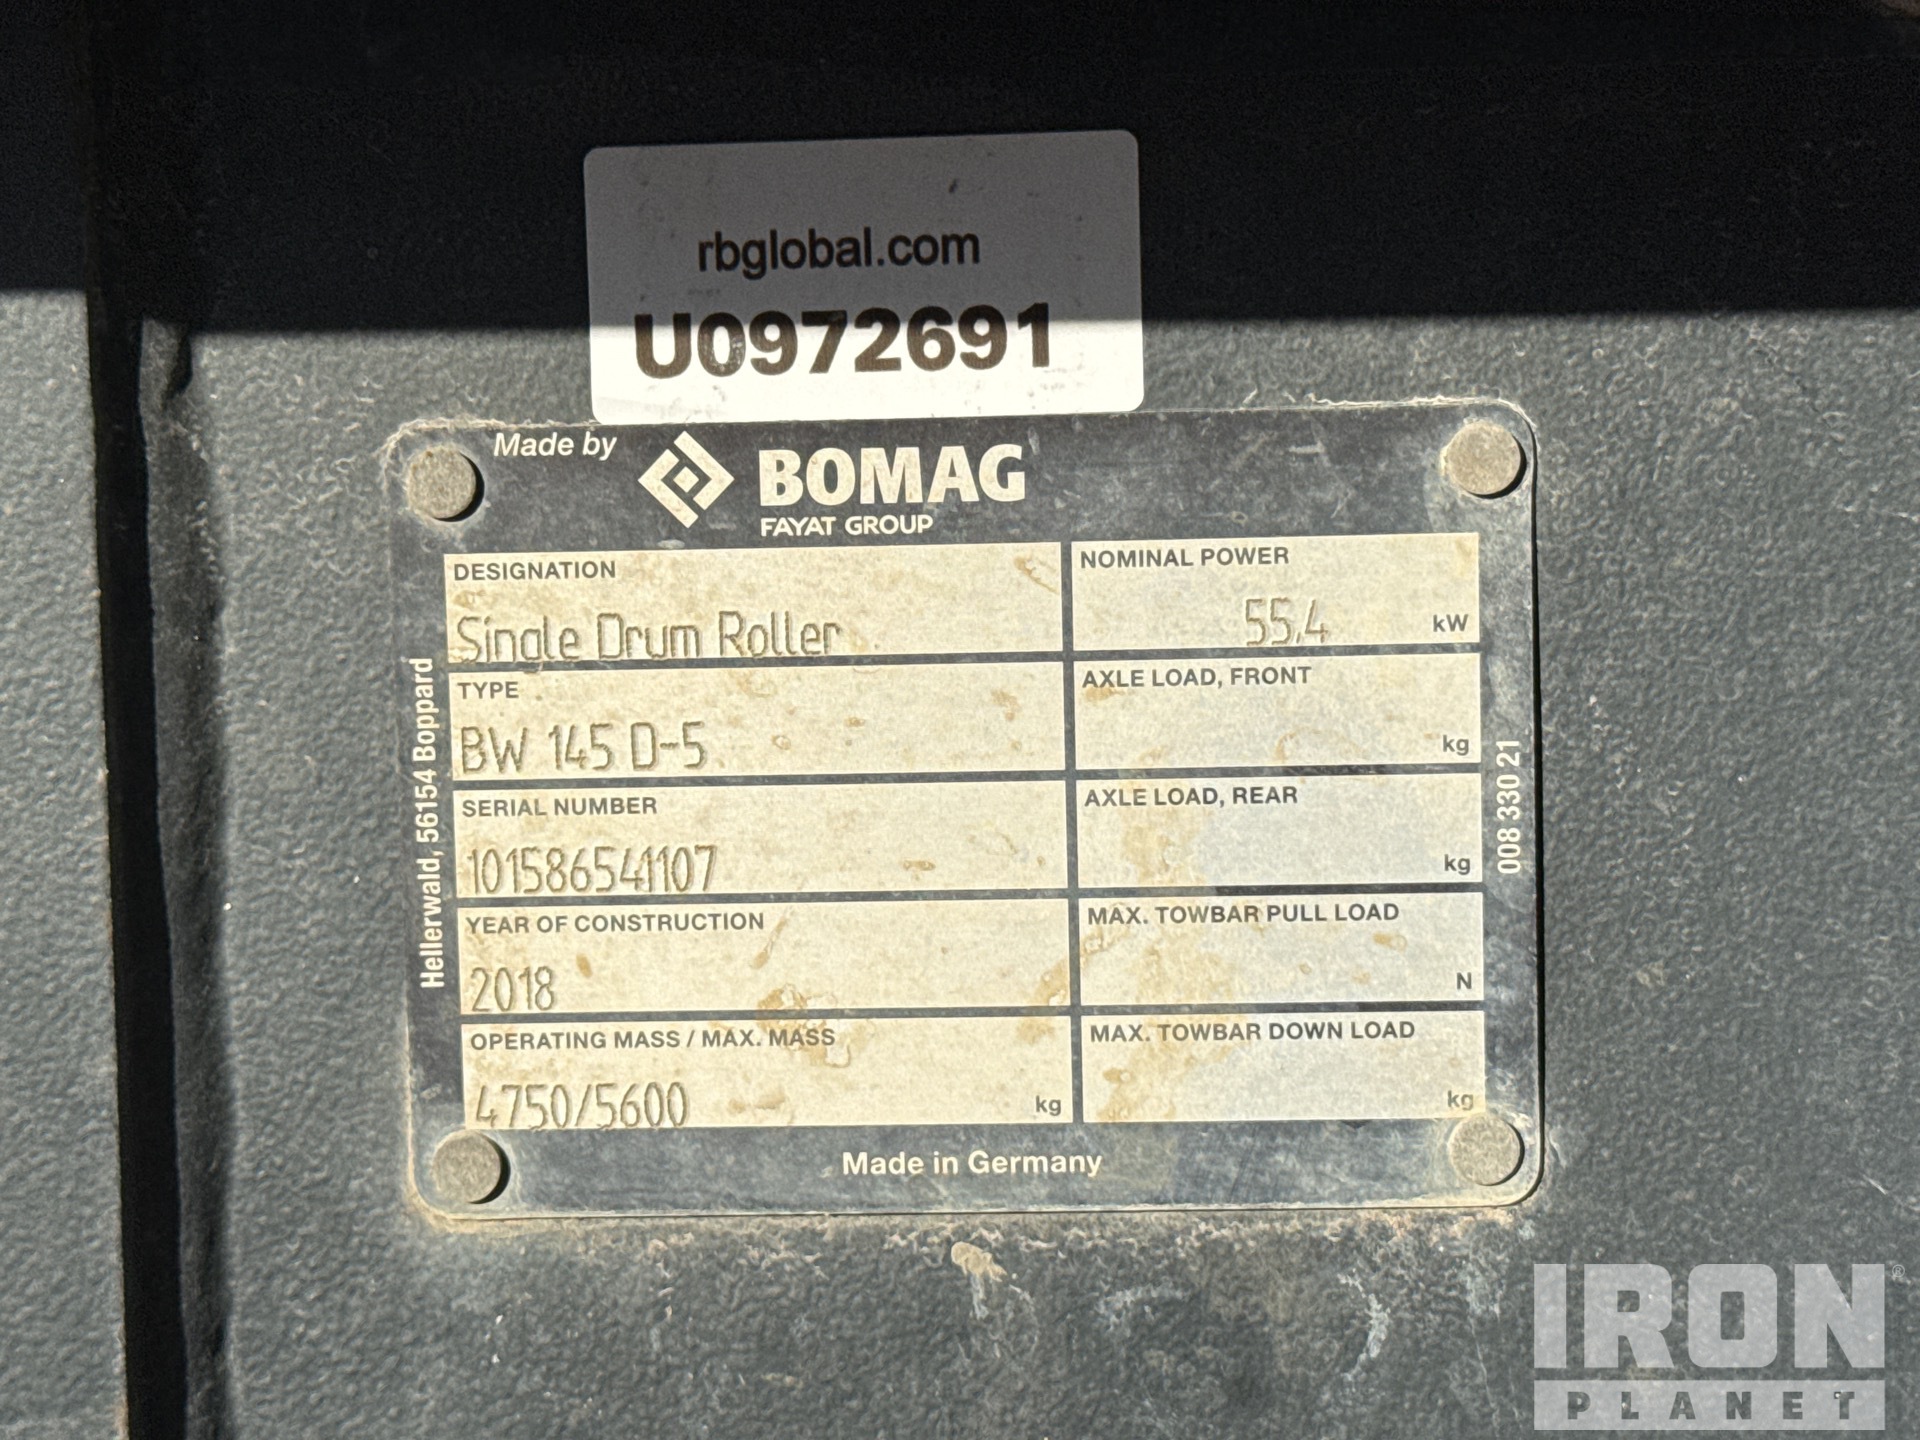 rbglobal.com
U0972691
Made by
BOMAG
FAYAT GROUP
DESIGNATION
Single Drum Roller
NOMINAL POWER
55.4 kW
TYPE
BW 145 D-5
AXLE LOAD, FRONT
kg
SERIAL NUMBER
101586541107
AXLE LOAD, REAR
kg
YEAR OF CONSTRUCTION
2018
MAX. TOWBAR PULL LOAD
N
OPERATING MASS / MAX. MASS
4750/5600 kg
MAX. TOWBAR DOWN LOAD
kg
Hellerwald, 56154 Boppard
008 330 21
Made in Germany
IRON ®
PLANET